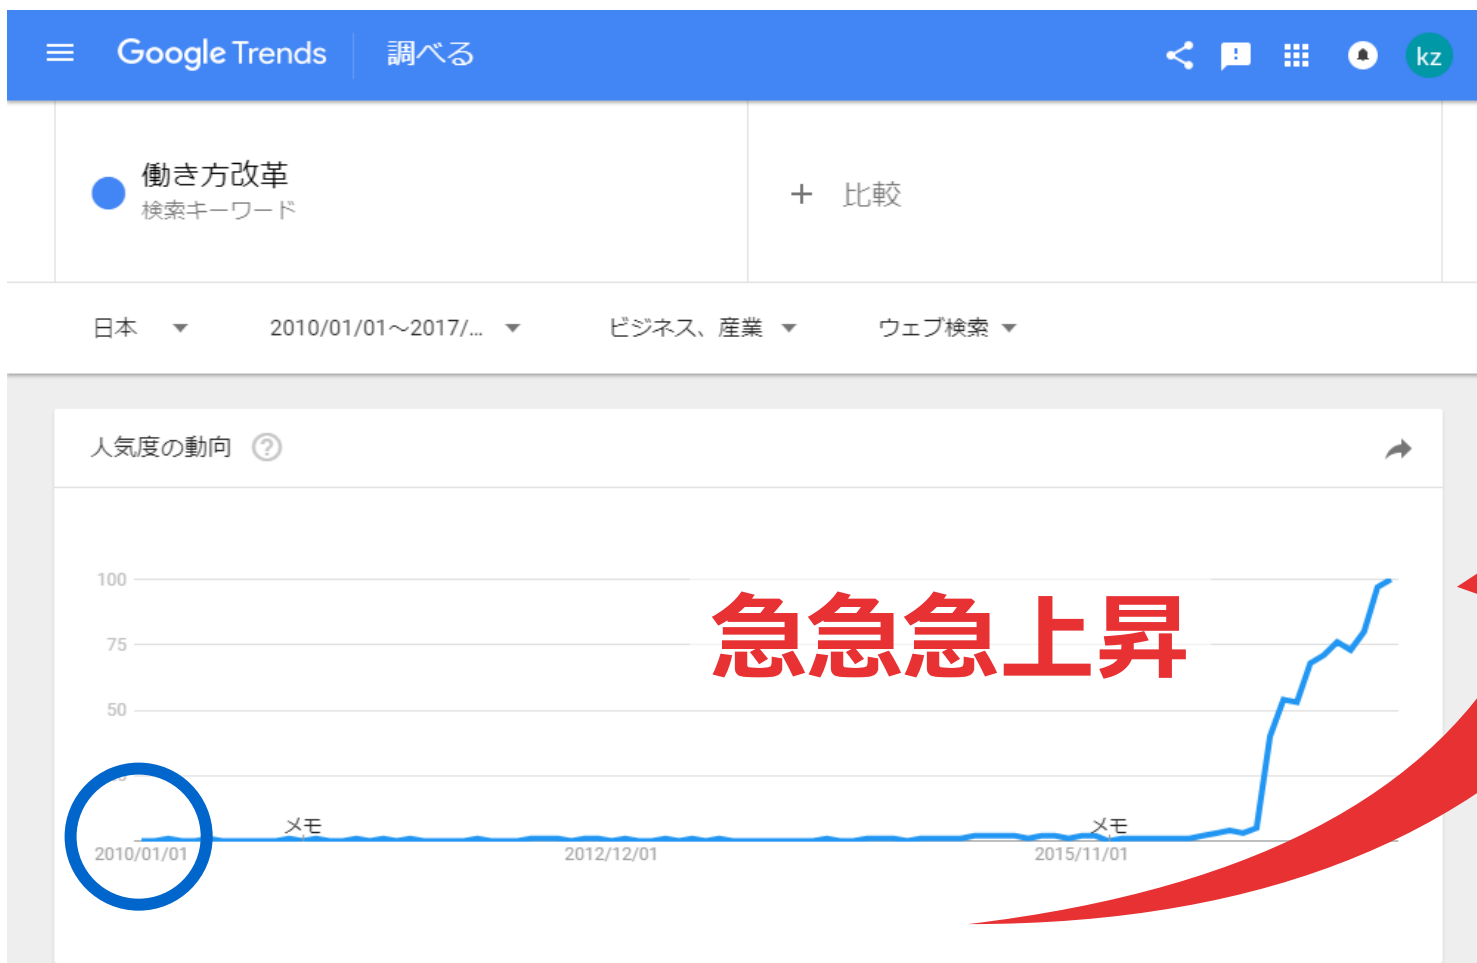 Google Trends 調べる kz
働き方改革
検索キーワード
+ 比較
日本 2010/01/01～2017/... ビジネス、産業 ウェブ検索
人気度の動向 ?
100
急急急上昇
75
50
メモ メモ
2010/01/01 2012/12/01 2015/11/01